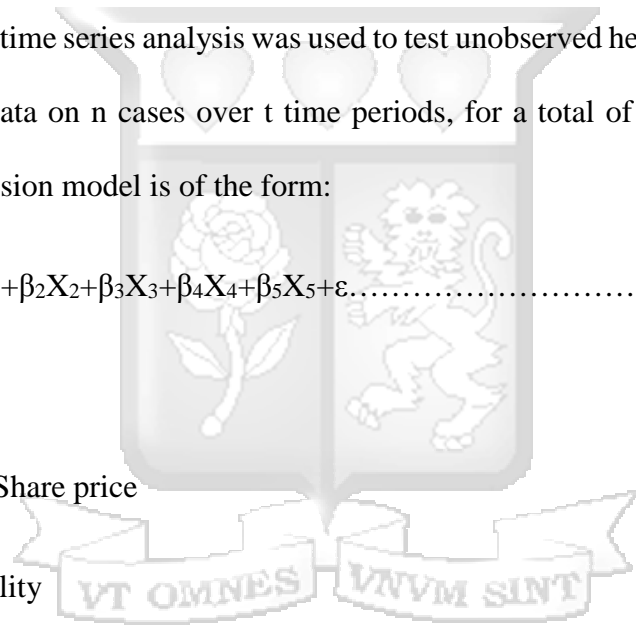 time series analysis was used to test unobserved he
ata on n cases over t time periods, for a total of
sion model is of the form:
+β₂X₂+β₃X₃+β₄X₄+β₅X₅+ε…………………………
Share price
lity
VT OMNES VNVM SINT